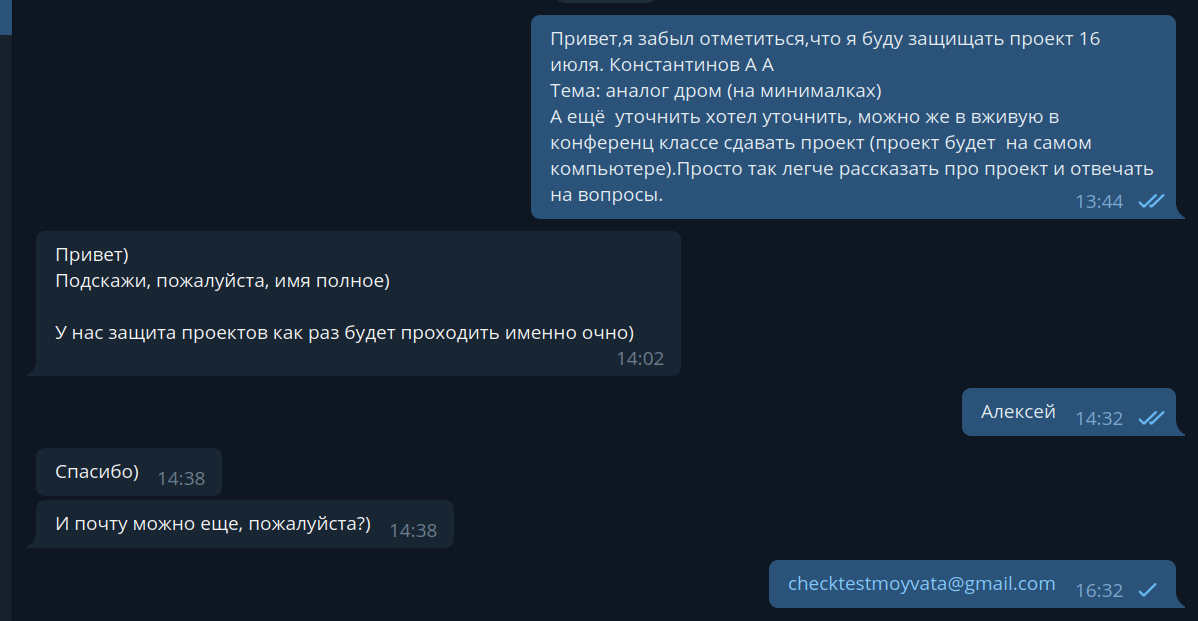 Привет,я забыл отметиться,что я буду защищать проект 16
июля. Константинов А А
Тема: аналог дром (на минималках)
А ещё  уточнить хотел уточнить, можно же в вживую в
конференц классе сдавать проект (проект будет  на самом
компьютере).Просто так легче рассказать про проект и отвечать
на вопросы.
13:44
Привет)
Подскажи, пожалуйста, имя полное)
У нас защита проектов как раз будет проходить именно очно)
14:02
Алексей 14:32
Спасибо) 14:38
И почту можно еще, пожалуйста?) 14:38
checktestmoyvata@gmail.com 16:32